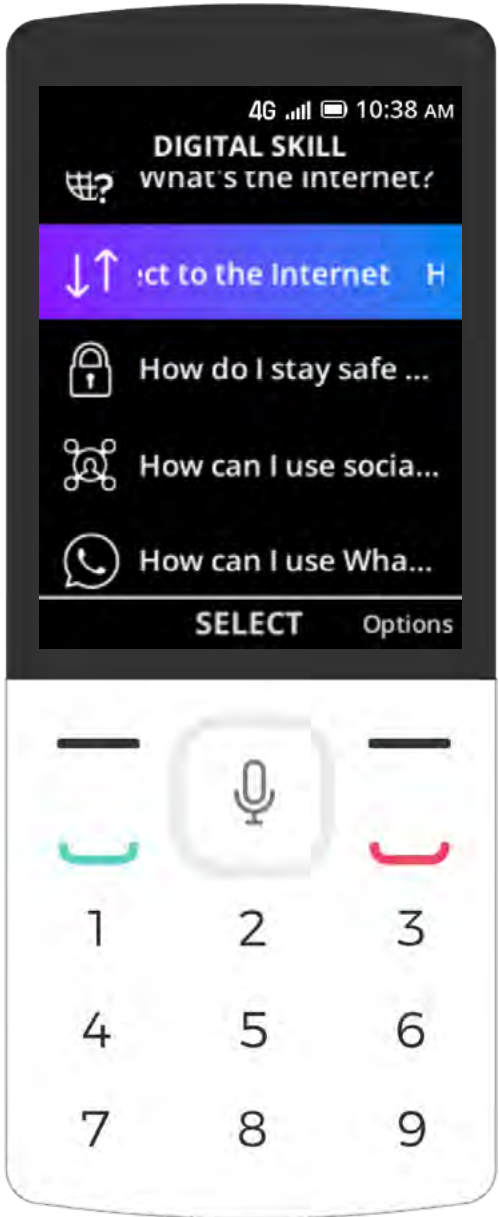 4G 10:38 AM
DIGITAL SKILL
What's the Internet?
ct to the Internet H
How do I stay safe ...
How can I use socia...
How can I use Wha...
SELECT Options
1 2 3
4 5 6
7 8 9